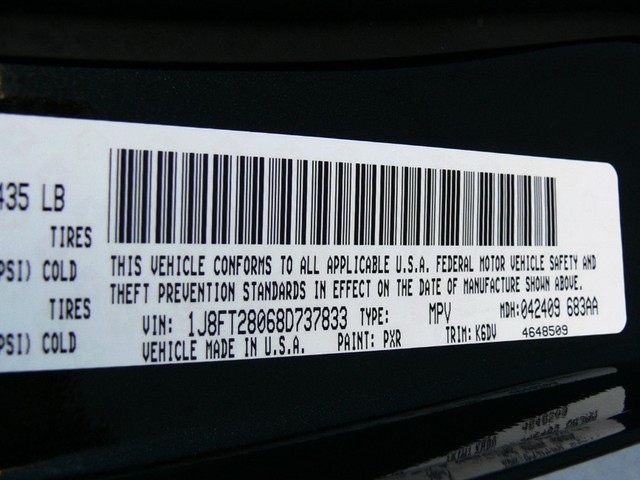 435 LB
TIRES
PSI) COLD
TIRES
PSI) COLD
THIS VEHICLE CONFORMS TO ALL APPLICABLE U.S.A. FEDERAL MOTOR VEHICLE SAFETY AND
THEFT PREVENTION STANDARDS IN EFFECT ON THE DATE OF MANUFACTURE SHOWN ABOVE.
VIN: 1J8FT28068D737833 TYPE: MPV MDH: 042409 683AA
VEHICLE MADE IN U.S.A. PAINT: PXR TRIM: K6DV 4648509